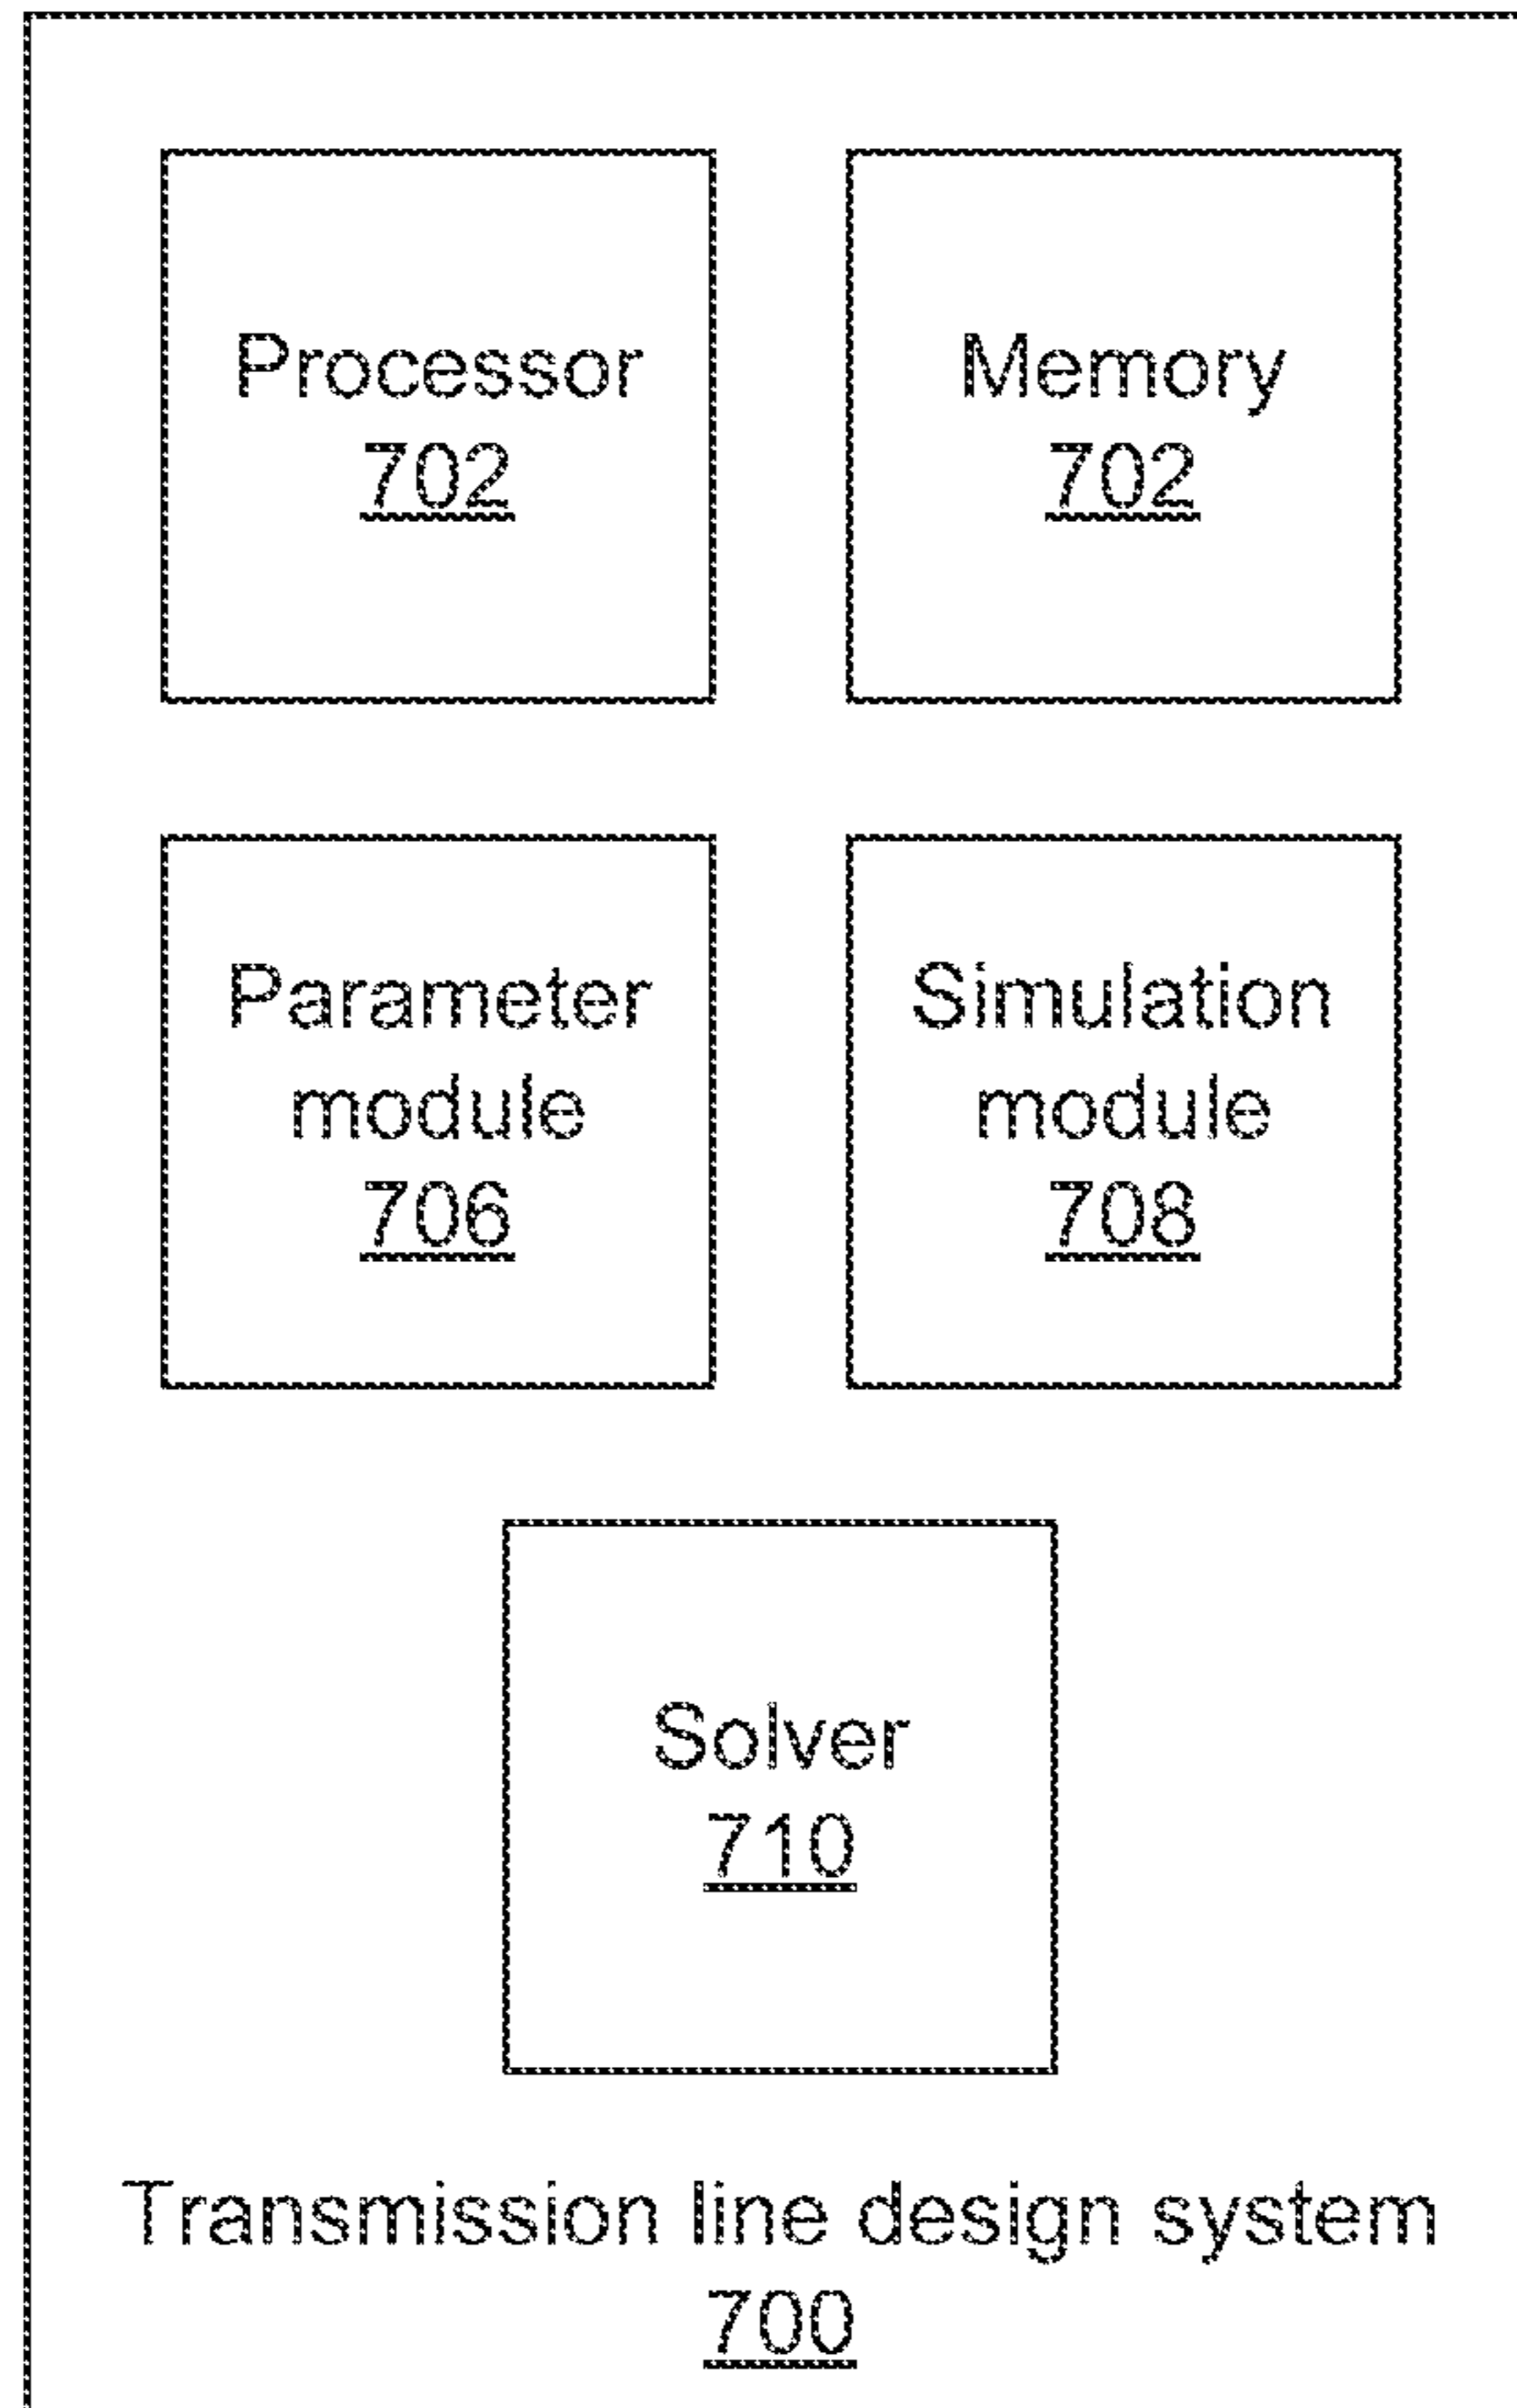 Processor
702
Memory
702
Parameter
module
706
Simulation
module
708
Solver
710
Transmission line design system
700